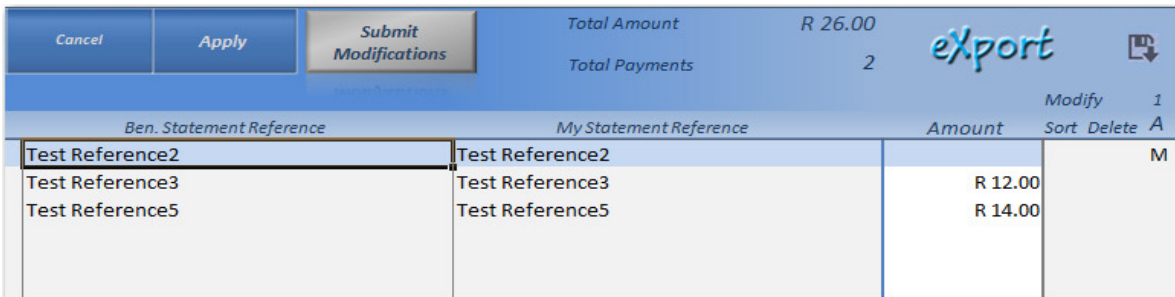 Cancel Apply Submit Modifications Total Amount R 26.00 eXport
Total Payments 2
Modify 1
Ben. Statement Reference My Statement Reference Amount Sort Delete A
Test Reference2 Test Reference2 M
Test Reference3 Test Reference3 R 12.00
Test Reference5 Test Reference5 R 14.00